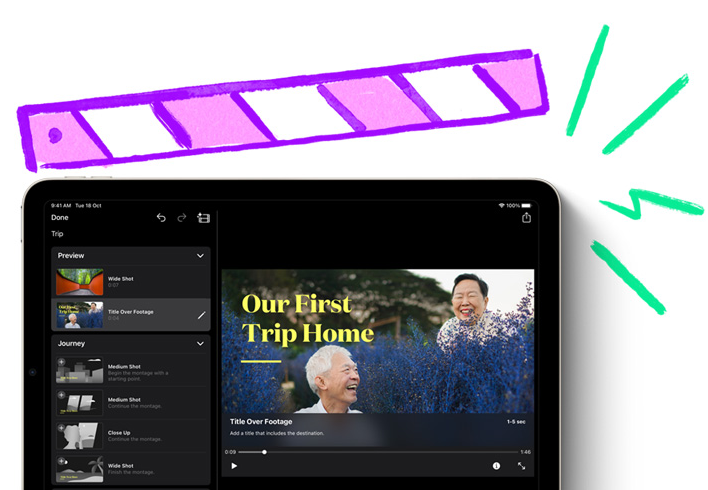 9:41 AM Tue 18 Oct
100%
Done
Trip
Preview
Wide Shot
0:07
Title Over Footage
0:04
Journey
Medium Shot
Begin the montage with a
starting point.
Medium Shot
Continue the montage.
Close Up
Continue the montage.
Wide Shot
Finish the montage.
Our First
Trip Home
Title Over Footage
1-5 sec
Add a title that includes the destination.
0:09
1:46